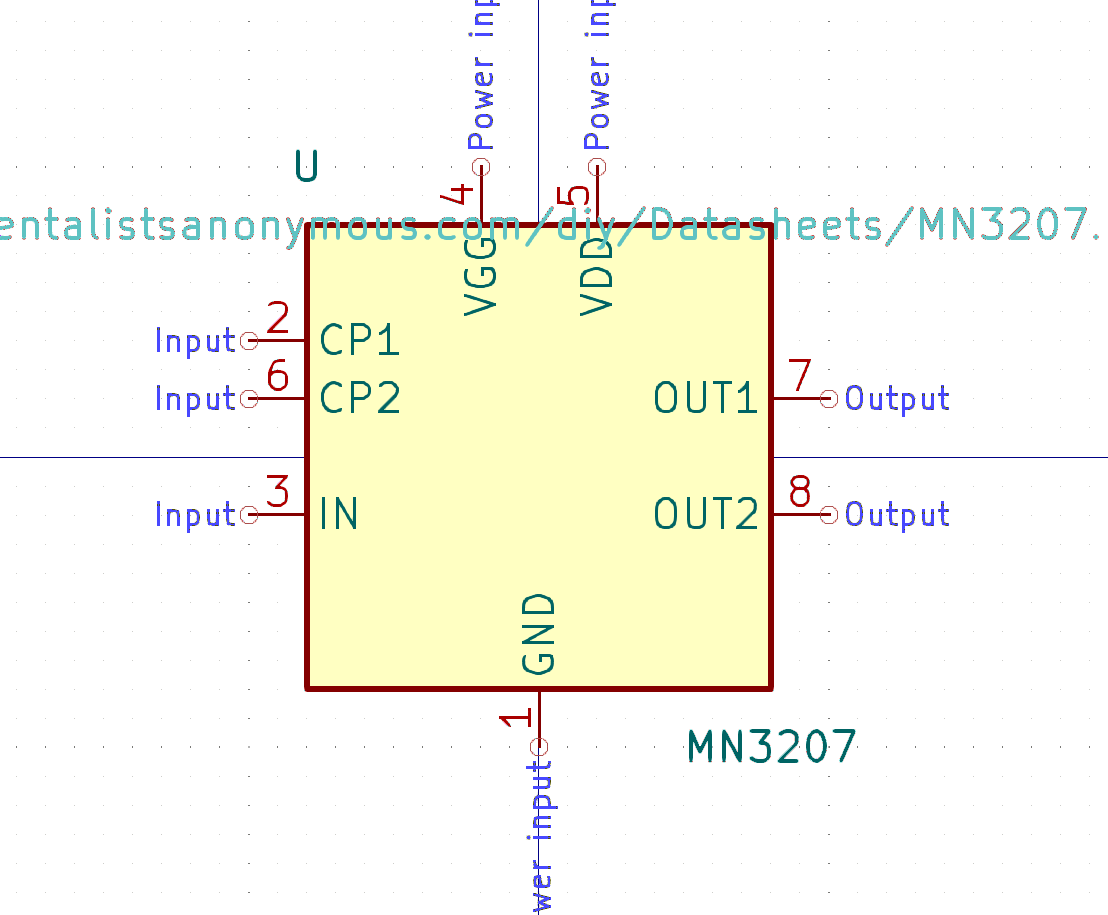 Power inp
Power inp
U
4
5
entalistsanonymous.com/diy/Datasheets/MN3207.
VGG
VDD
2
Input
CP1
6
Input
CP2
7
OUT1
Output
3
Input
IN
8
OUT2
Output
GND
1
MN3207
wer input